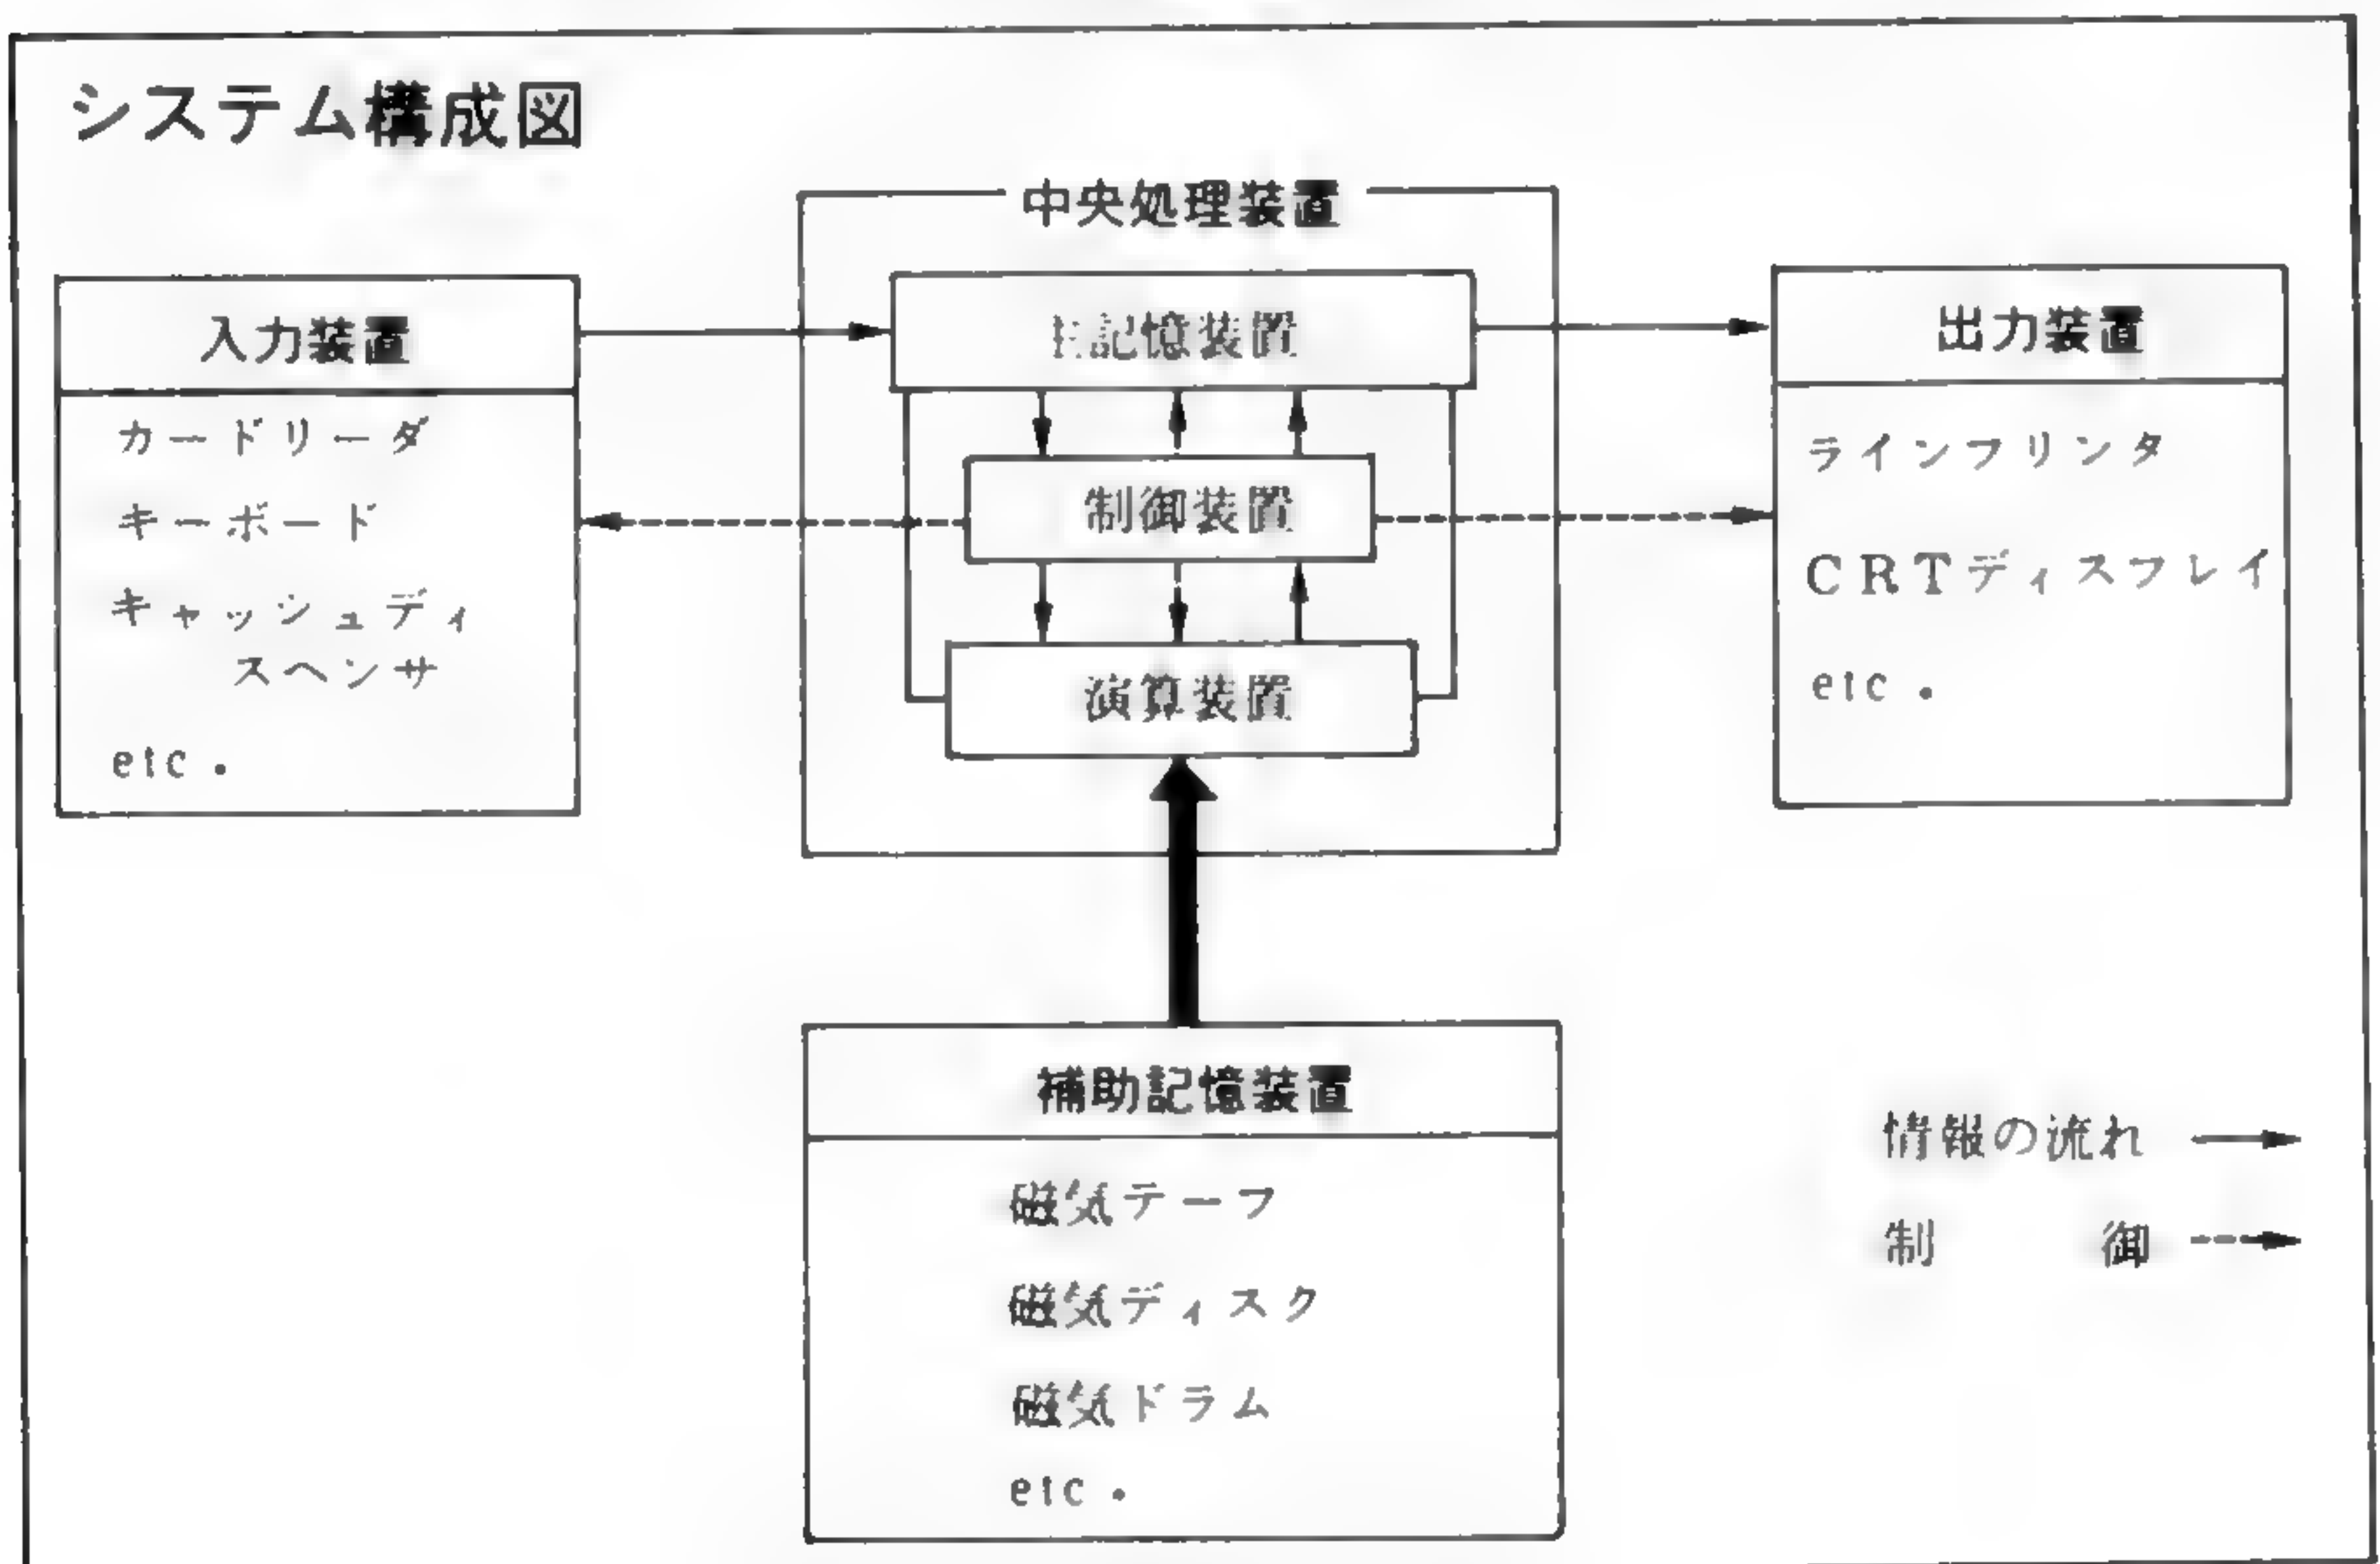 システム構成図
中央処理装置
入力装置
カードリーダ
キーボード
キャッシュディ
スペンサ
etc.
主記憶装置
制御装置
演算装置
出力装置
ラインプリンタ
CRTディスプレイ
etc.
補助記憶装置
磁気テープ
磁気ディスク
磁気ドラム
etc.
情報の流れ
制 御